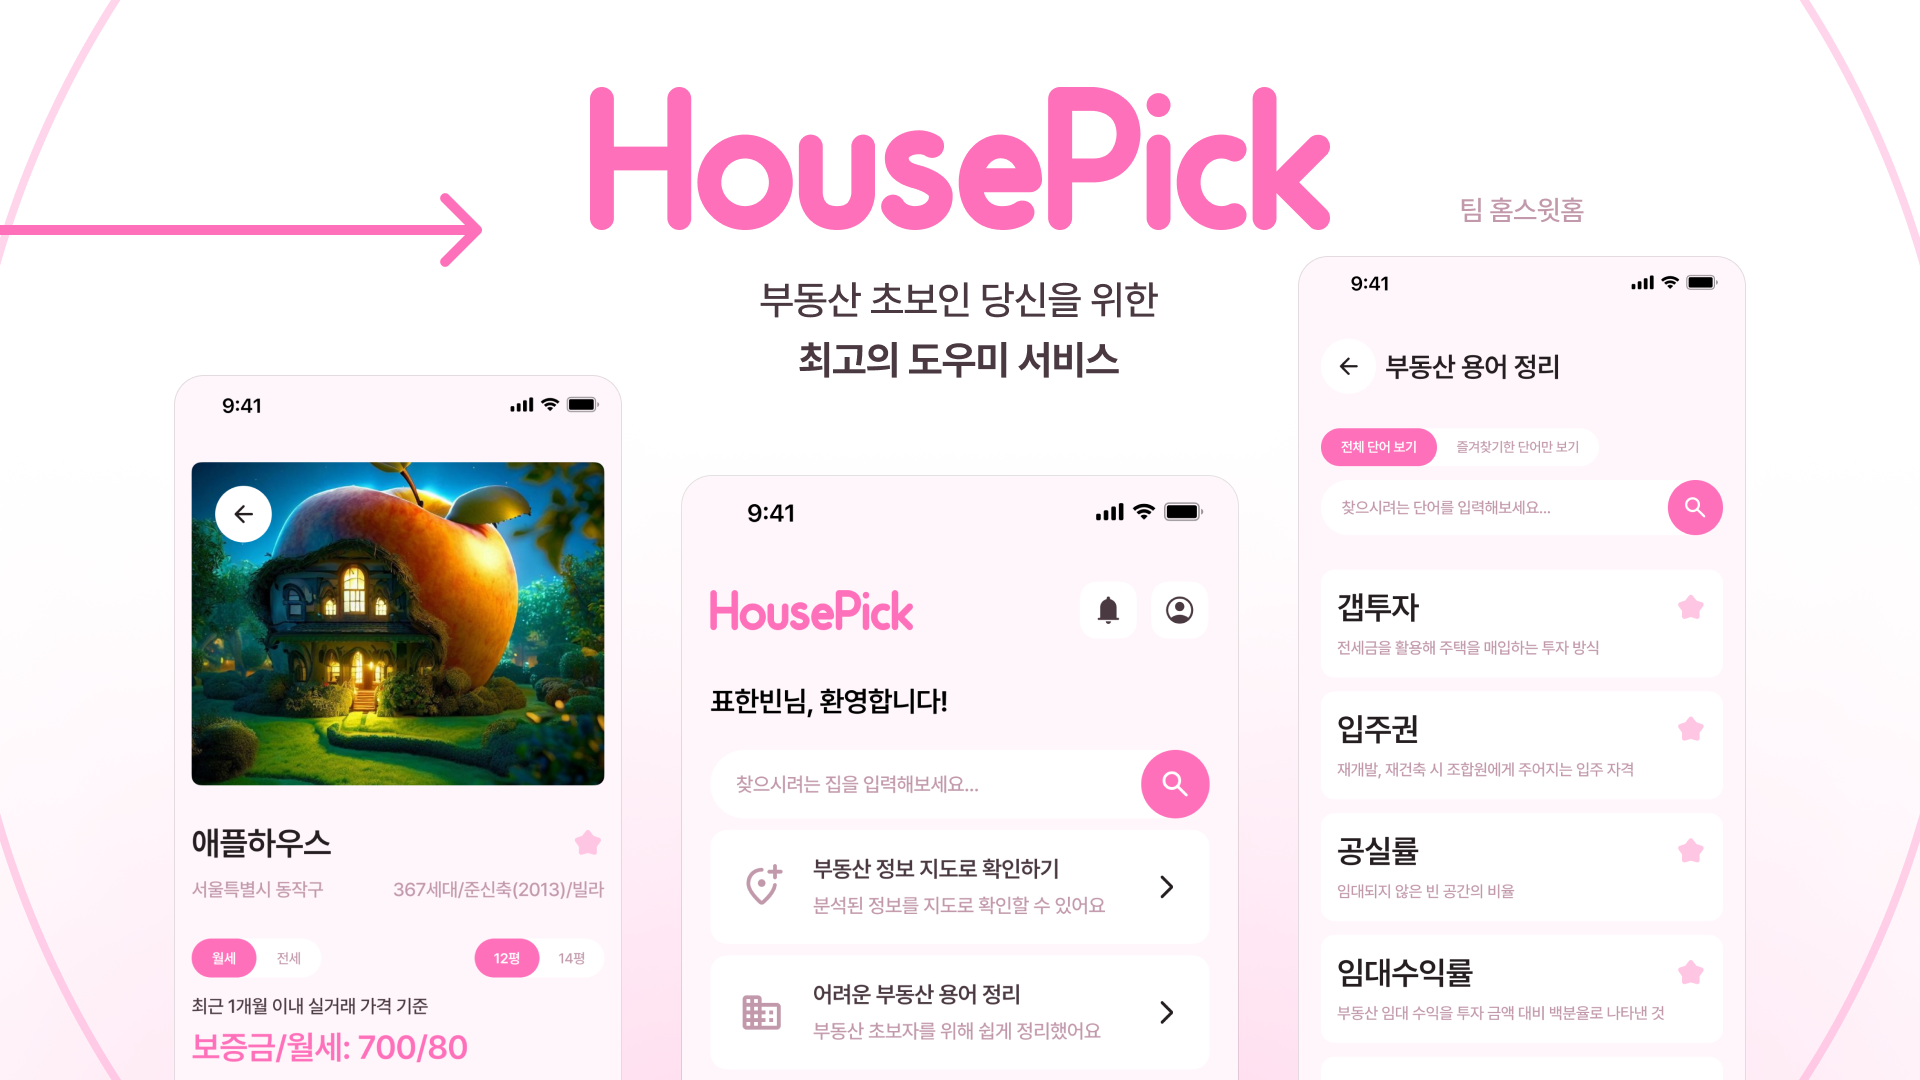 HousePick
팀 홈스윗홈
부동산 초보인 당신을 위한
최고의 도우미 서비스
9:41
애플하우스
서울특별시 동작구
367세대/준신축(2013)/빌라
월세
전세
12평
14평
최근 1개월 이내 실거래 가격 기준
보증금/월세: 700/80
9:41
HousePick
표한빈님, 환영합니다!
찾으시려는 집을 입력해보세요...
부동산 정보 지도로 확인하기
분석된 정보를 지도로 확인할 수 있어요
어려운 부동산 용어 정리
부동산 초보자를 위해 쉽게 정리했어요
9:41
부동산 용어 정리
전체 단어 보기
즐겨찾기한 단어만 보기
찾으시려는 단어를 입력해보세요...
갭투자
전세금을 활용해 주택을 매입하는 투자 방식
입주권
재개발, 재건축 시 조합원에게 주어지는 입주 자격
공실률
임대되지 않은 빈 공간의 비율
임대수익률
부동산 임대 수익을 투자 금액 대비 백분율로 나타낸 것